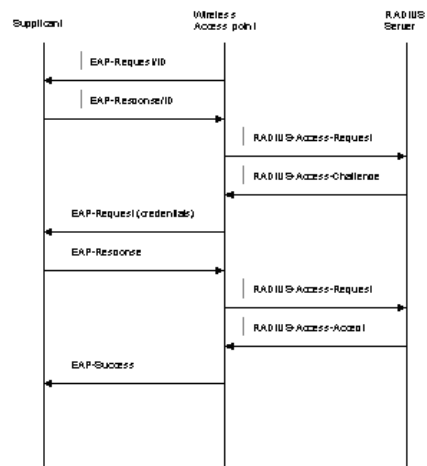 Supplicant
Wireless
Access point
RADIUS
Server
EAP-Request/ID
EAP-Response/ID
RADIUS-Access-Request
RADIUS-Access-Challenge
EAP-Request (credentials)
EAP-Response
RADIUS-Access-Request
RADIUS-Access-Accept
EAP-Success